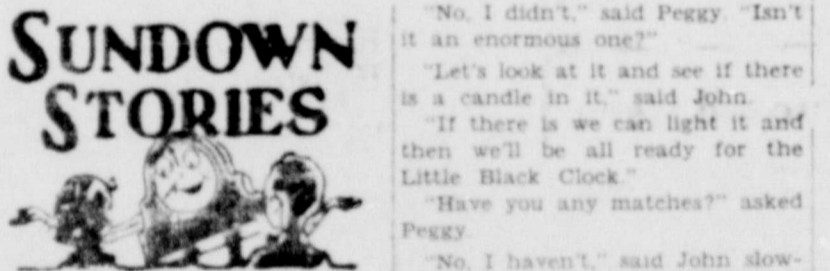 SUNDOWN
STORIES
"No, I didn't," said Peggy. "Isn't
it an enormous one?"
"Let's look at it and see if there
is a candle in it," said John.
"If there is we can light it and
then we'll be all ready for the
Little Black Clock."
"Have you any matches?" asked
Peggy.
"No, I haven't," said John slow-